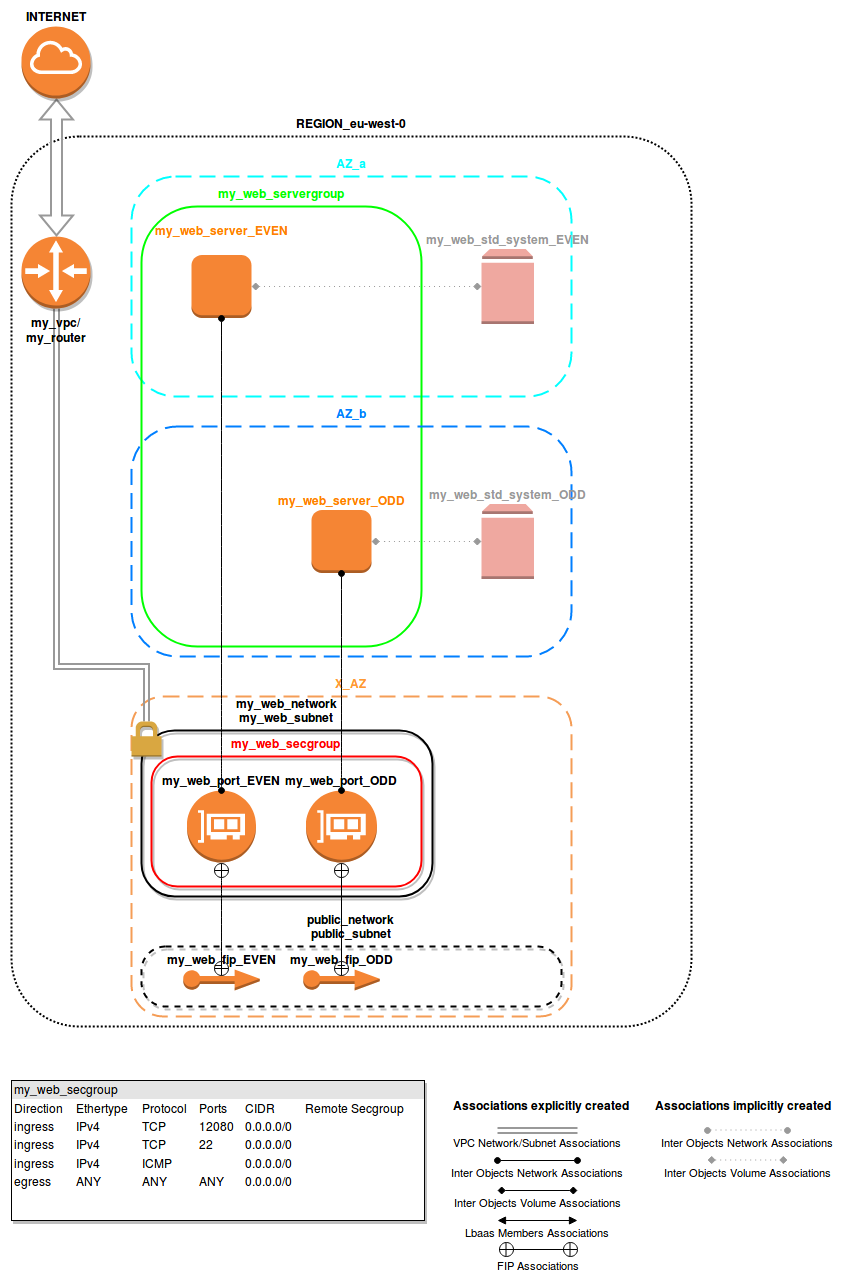 INTERNET
REGION_eu-west-0
AZ_a
my_web_servergroup
my_web_server_EVEN
my_web_std_system_EVEN
my_vpc/
my_router
AZ_b
my_web_server_ODD
my_web_std_system_ODD
X_AZ
my_web_network
my_web_subnet
my_web_secgroup
my_web_port_EVEN
my_web_port_ODD
public_network
public_subnet
my_web_fip_EVEN
my_web_fip_ODD
my_web_secgroup
Direction Ethertype Protocol Ports CIDR Remote Secgroup
ingress IPv4 TCP 12080 0.0.0.0/0
ingress IPv4 TCP 22 0.0.0.0/0
ingress IPv4 ICMP 0.0.0.0/0
egress ANY ANY ANY 0.0.0.0/0
Associations explicitly created
VPC Network/Subnet Associations
Inter Objects Network Associations
Inter Objects Volume Associations
Lbaas Members Associations
FIP Associations
Associations implicitly created
Inter Objects Network Associations
Inter Objects Volume Associations